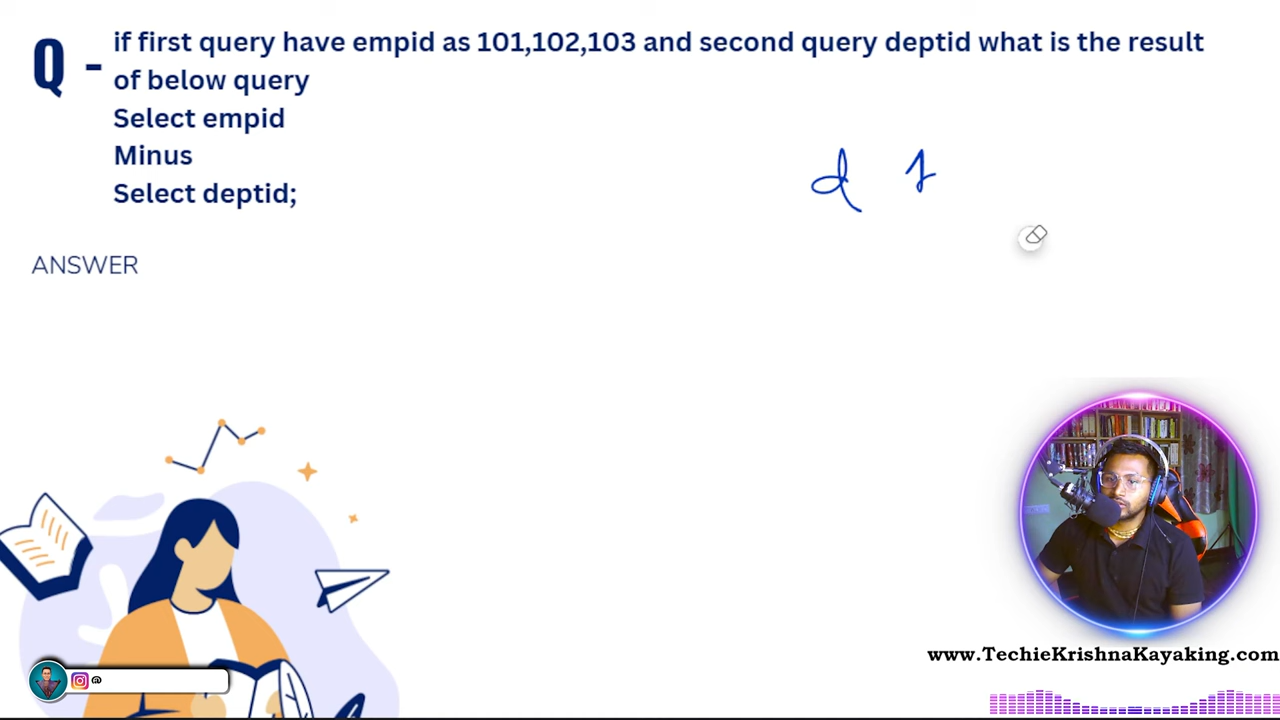 Q - if first query have empid as 101,102,103 and second query deptid what is the result
of below query
Select empid
Minus
Select deptid;
ANSWER
www.TechieKrishnaKayaking.com
@